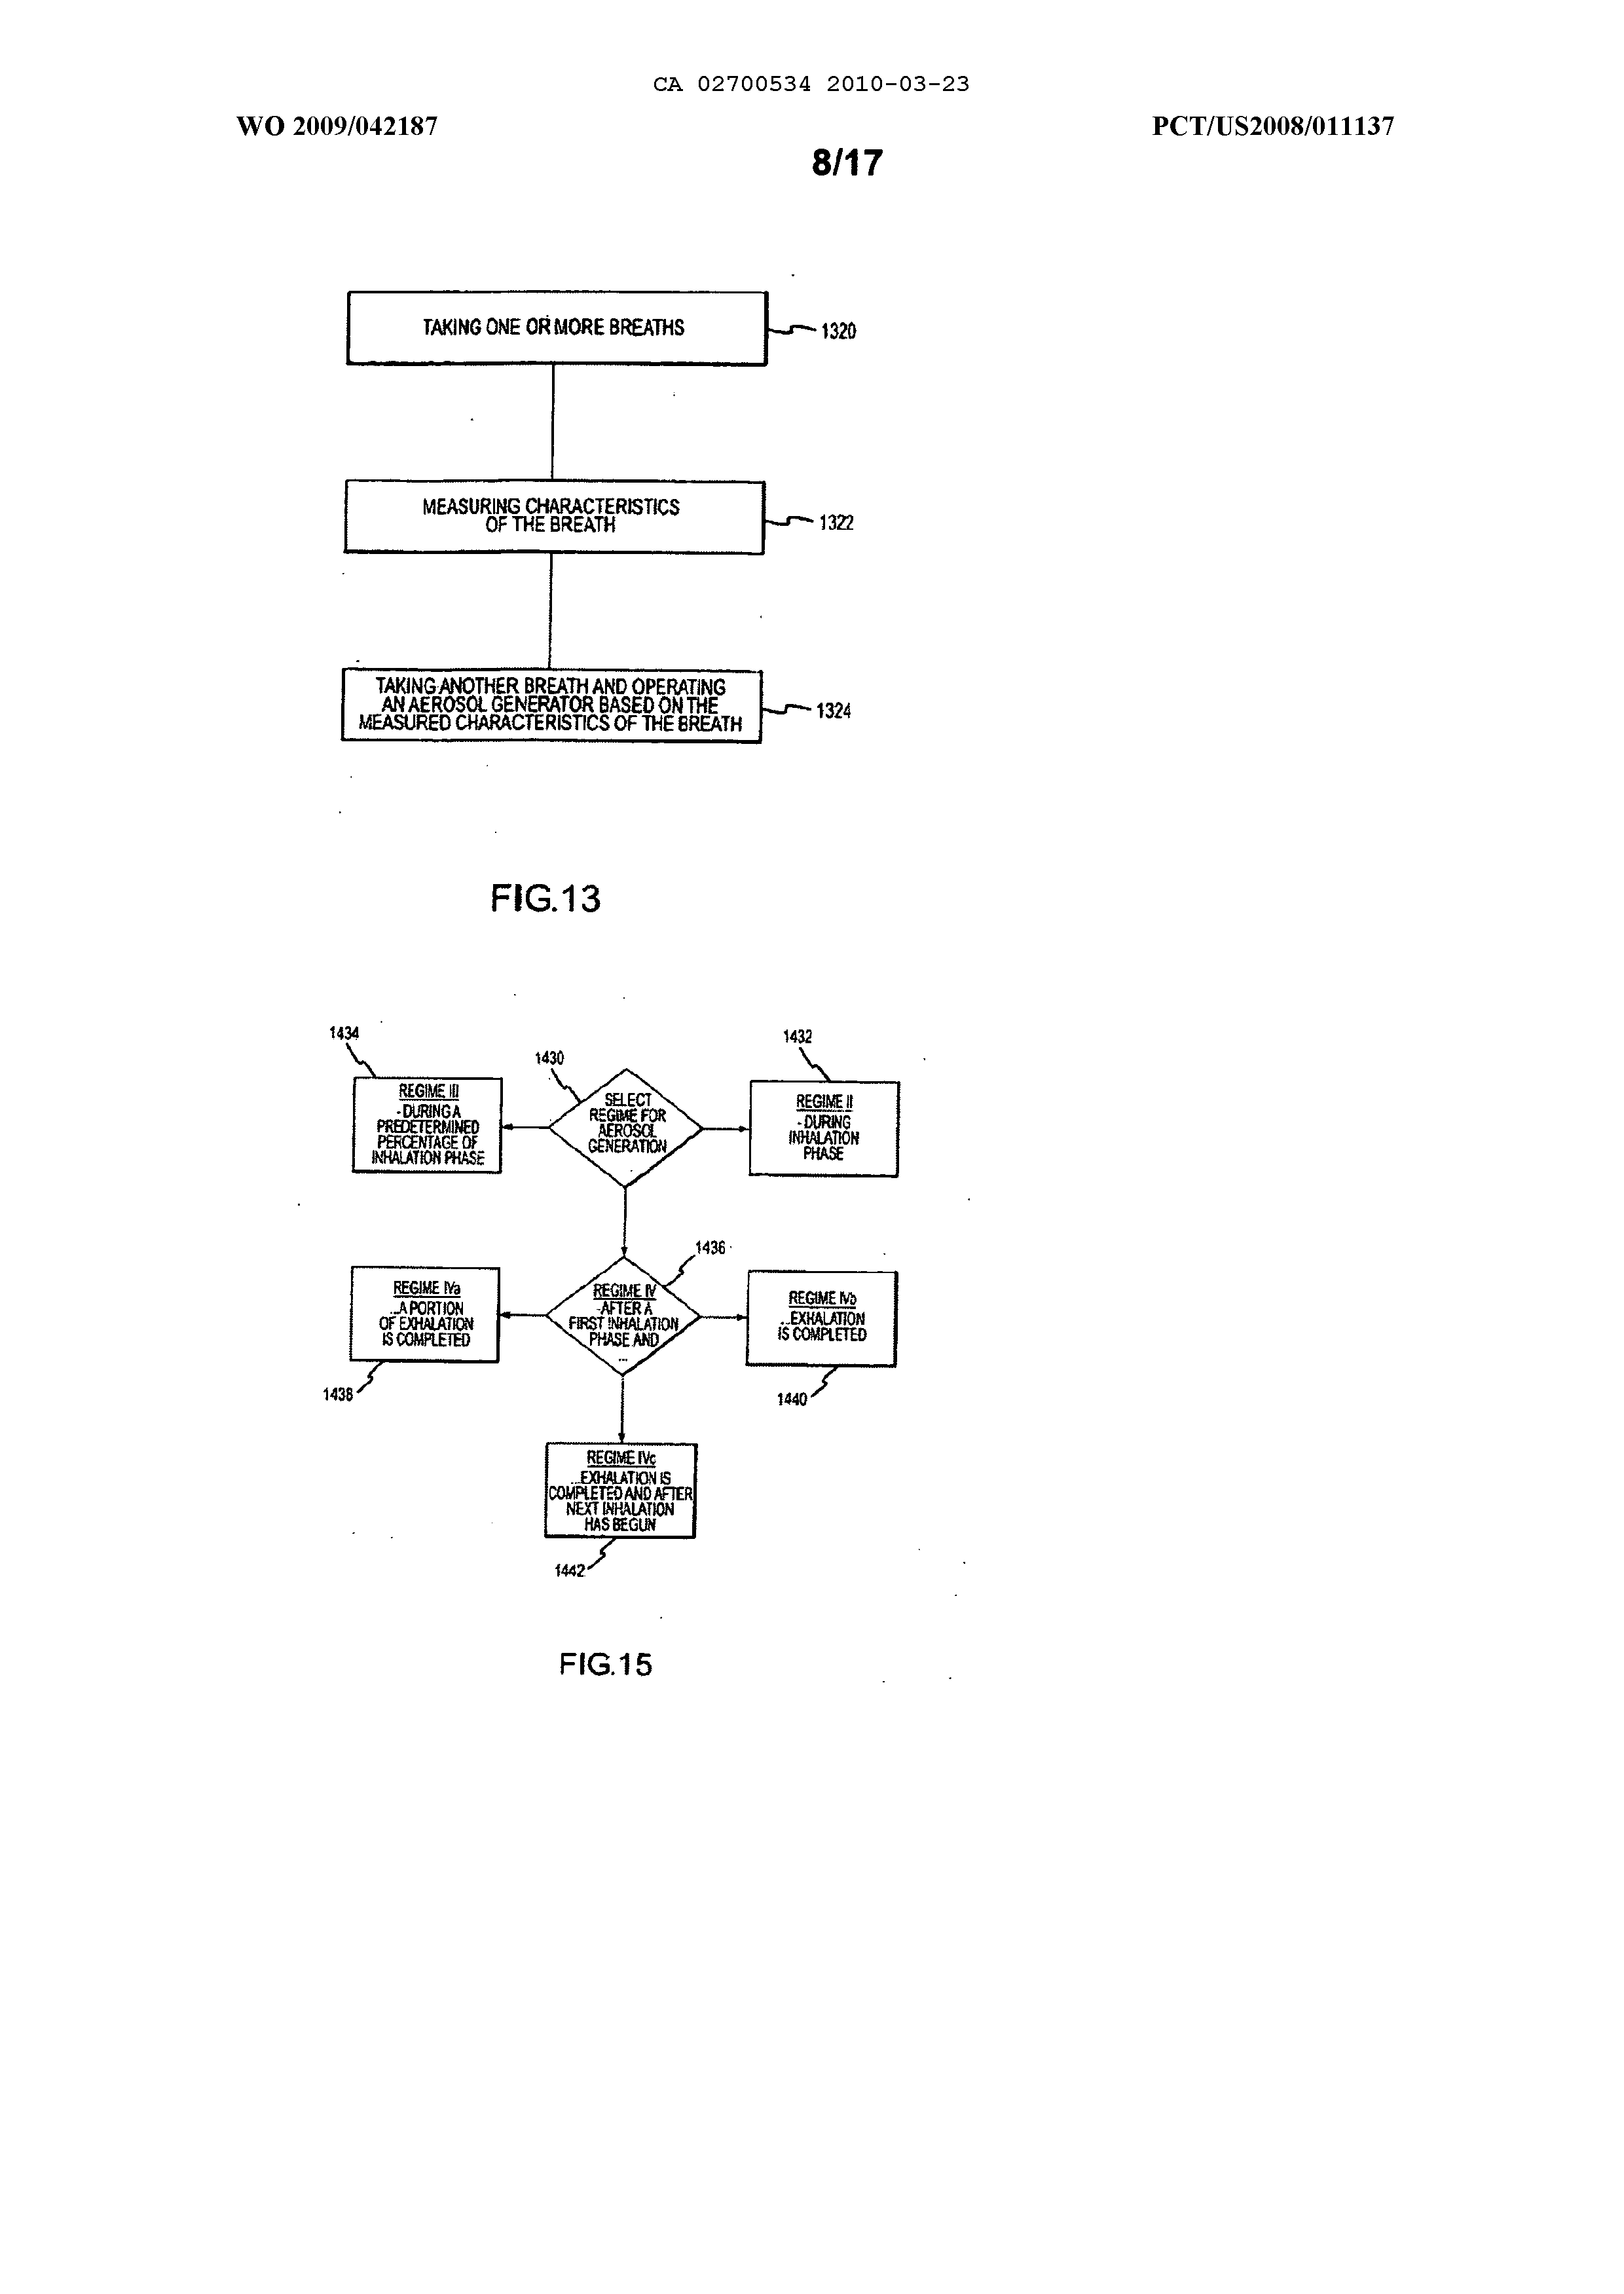 CA 02700534 2010-03-23
WO 2009/042187
PCT/US2008/011137
8/17
TAKING ONE OR MORE BREATHS
1320
MEASURING CHARACTERISTICS
OF THE BREATH
1322
TAKING ANOTHER BREATH AND OPERATING
AN AEROSOL GENERATOR BASED ON THE
MEASURED CHARACTERISTICS OF THE BREATH
1324
FIG.13
1434
1430
1432
REGIME III
- DURING A
PREDETERMINED
PERCENTAGE OF
INHALATION PHASE
SELECT
REGIME FOR
AEROSOL
GENERATION
REGIME II
- DURING
INHALATION
PHASE
1436
REGIME IVa
...A PORTION
OF EXHALATION
IS COMPLETED
REGIME IV
-AFTER A
FIRST INHALATION
PHASE AND
...
REGIME IVb
...EXHALATION
IS COMPLETED
1438
1440
REGIME IVc
...EXHALATION IS
COMPLETED AND AFTER
NEXT INHALATION
HAS BEGUN
1442
FIG.15